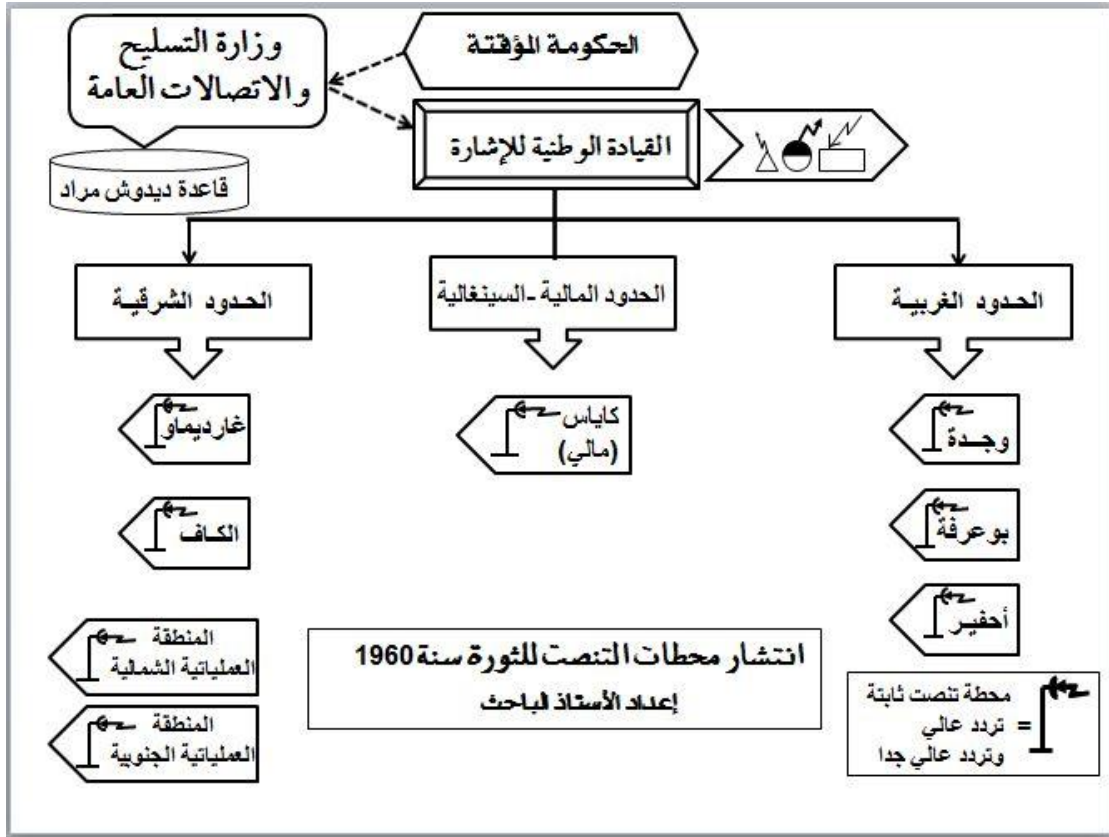 الحكومة المؤقتة
وزارة التسليح
والاتصالات العامة
القيادة الوطنية للإشارة
قاعدة ديدوش مراد
الحدود الغربية
الحدود المالية -السينغالية
الحدود الشرقية
وجدة
بوعرفة
أحفير
كاياس
(مالي)
غارديماو
الكاف
المنطقة
العملياتية الشمالية
المنطقة
العملياتية الجنوبية
انتشار محطات التنصت للثورة سنة 1960
إعداد الأستاذ الباحث
محطة تنصت ثابتة
تردد عالي =
وتردد عالي جدا